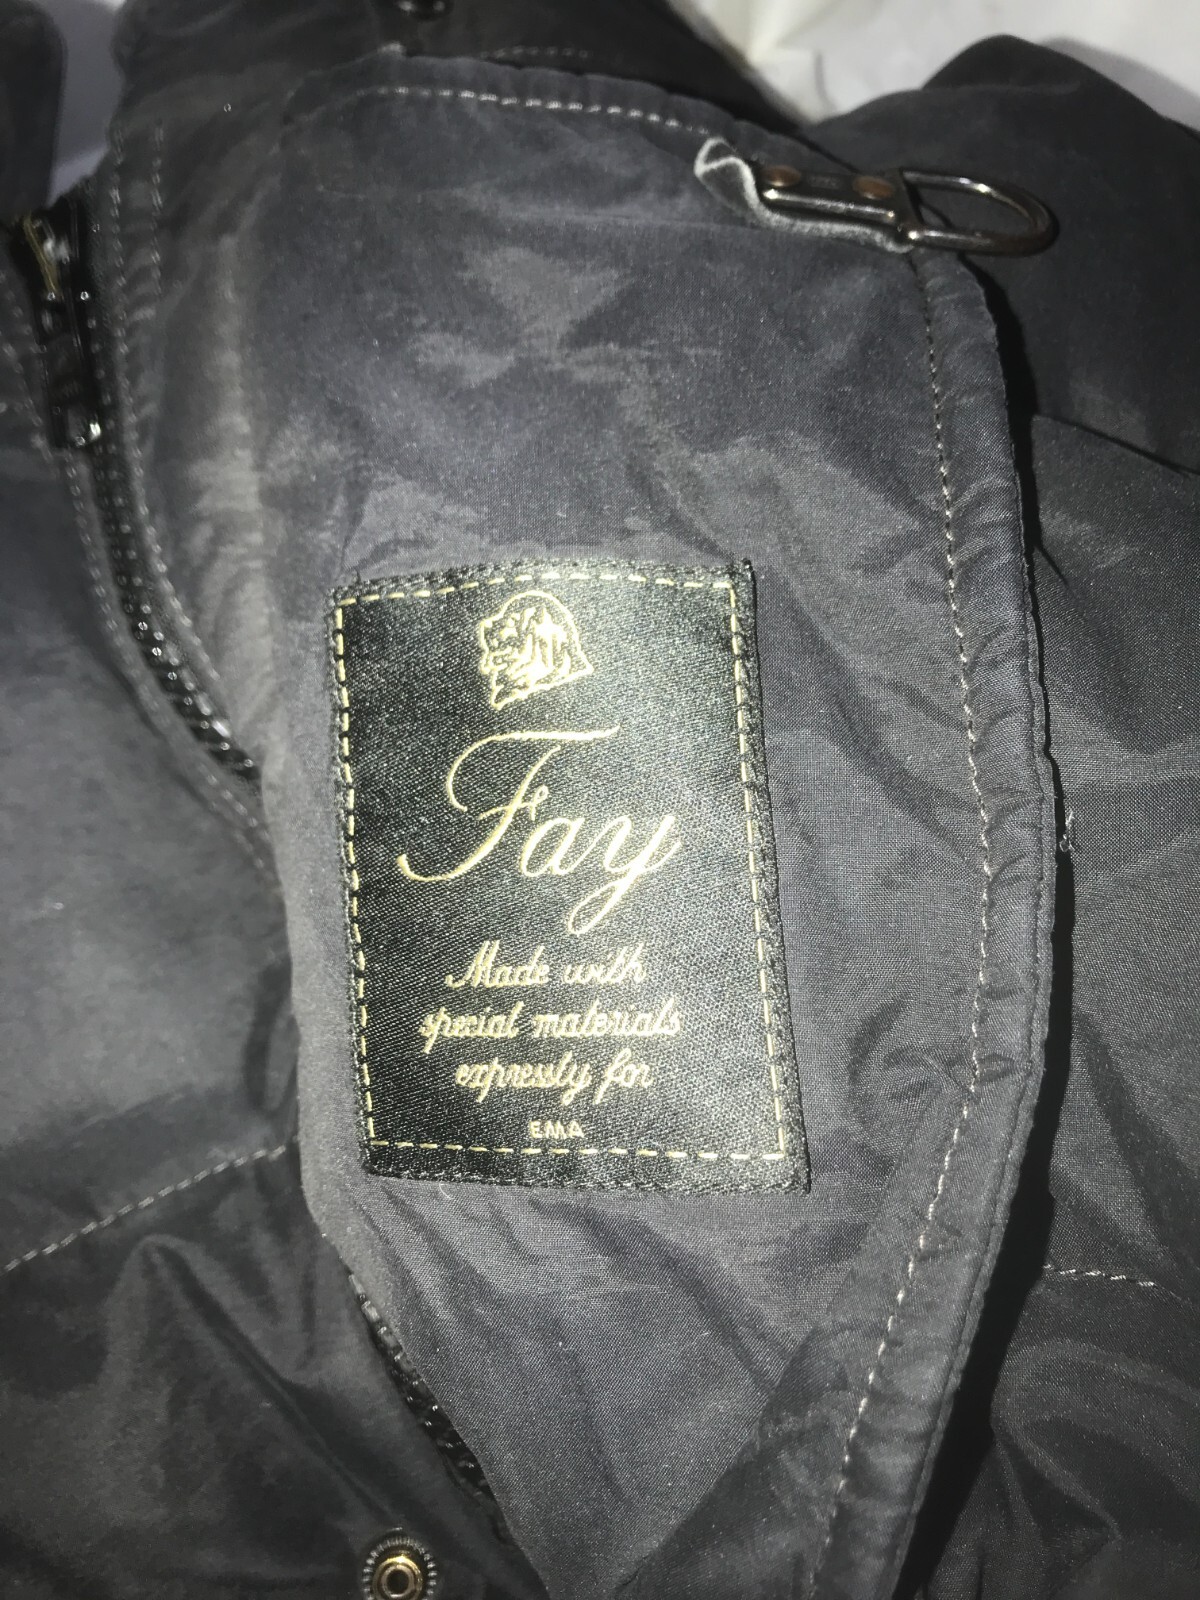 Fay
Made with
special materials
expressly for
EMA